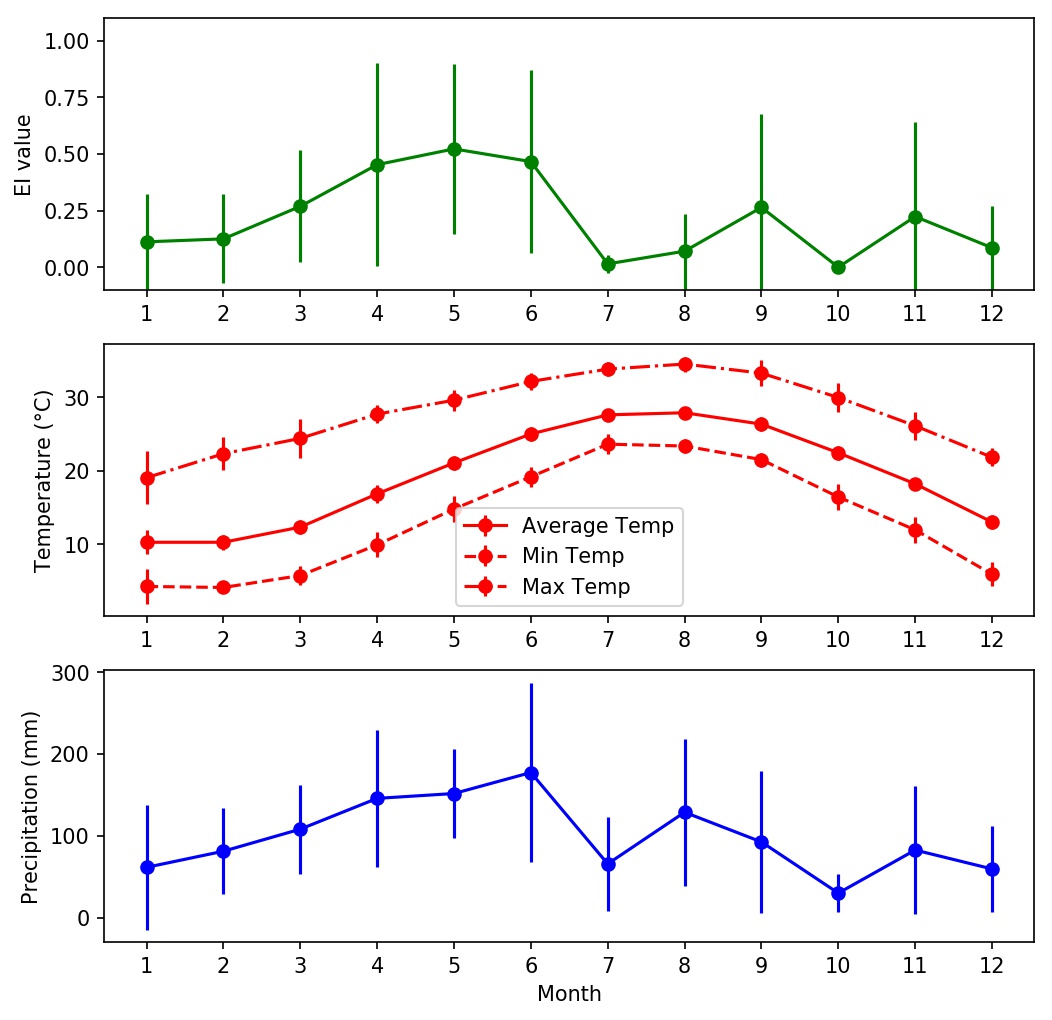 EI value
1.00
0.75
0.50
0.25
0.00
1 2 3 4 5 6 7 8 9 10 11 12
Temperature (°C)
30
20
10
Average Temp
Min Temp
Max Temp
1 2 3 4 5 6 7 8 9 10 11 12
Precipitation (mm)
300
200
100
0
1 2 3 4 5 6 7 8 9 10 11 12
Month